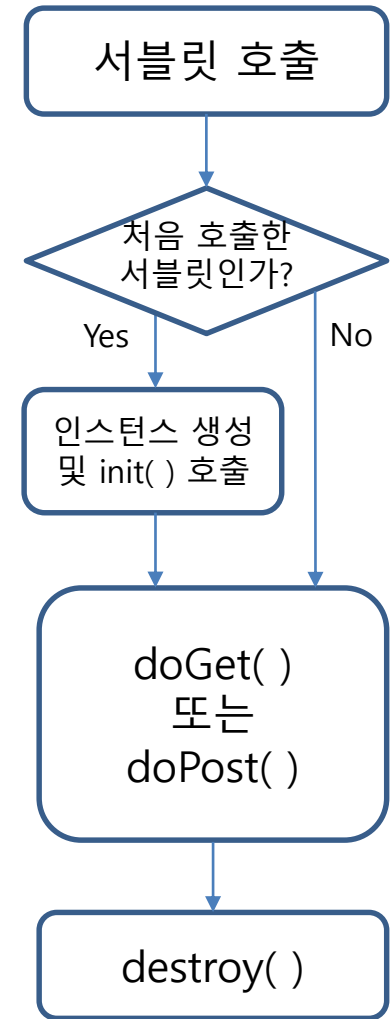 서블릿 호출
처음 호출한
서블릿인가?
Yes
No
인스턴스 생성
및 init( ) 호출
doGet( )
또는
doPost( )
destroy( )